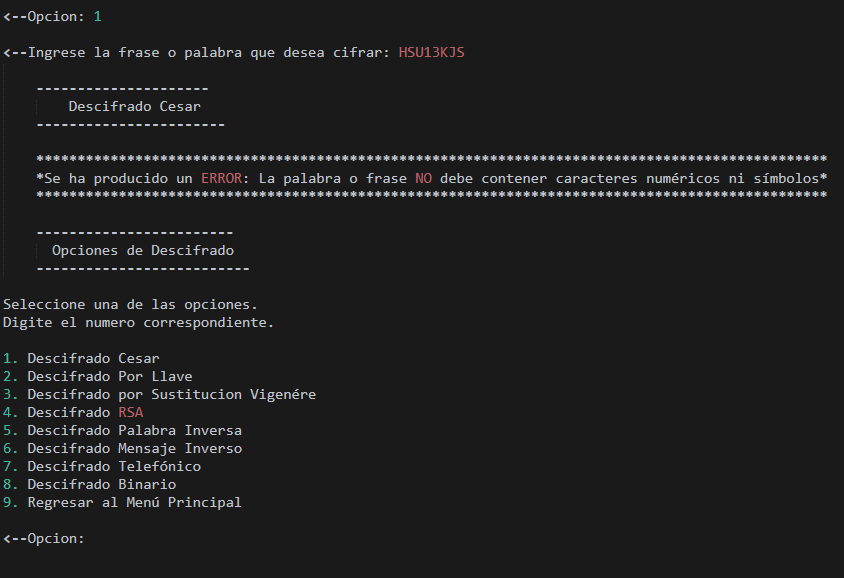 <--Opcion: 1
<--Ingrese la frase o palabra que desea cifrar: HSU13KJS
---------------------
Descifrado Cesar
-----------------------
************************************************************************************************
*Se ha producido un ERROR: La palabra o frase NO debe contener caracteres numéricos ni símbolos*
************************************************************************************************
------------------------
Opciones de Descifrado
--------------------------
Seleccione una de las opciones.
Digite el numero correspondiente.
1. Descifrado Cesar
2. Descifrado Por Llave
3. Descifrado por Sustitucion Vigenére
4. Descifrado RSA
5. Descifrado Palabra Inversa
6. Descifrado Mensaje Inverso
7. Descifrado Telefónico
8. Descifrado Binario
9. Regresar al Menú Principal
<--Opcion: